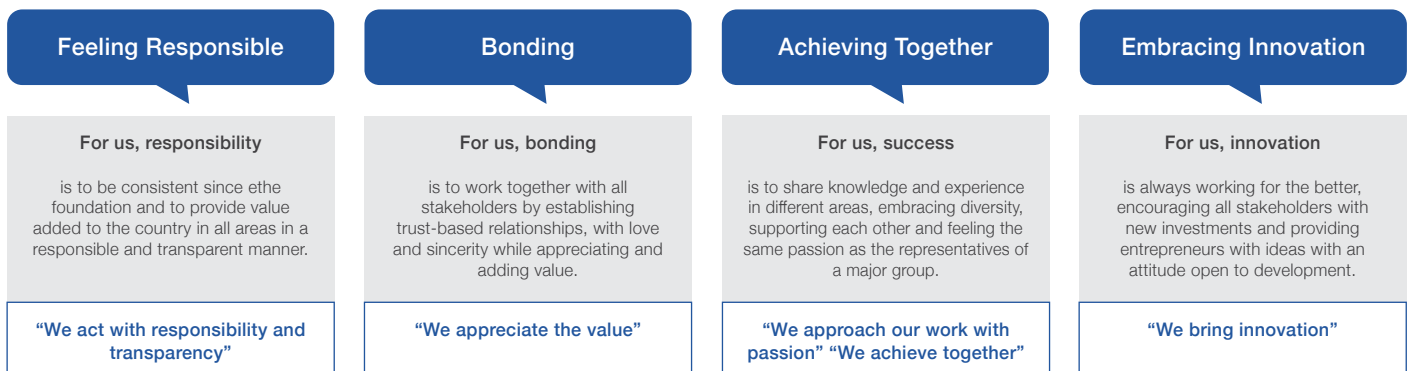 Feeling Responsible
For us, responsibility
is to be consistent since ethe
foundation and to provide value
added to the country in all areas in a
responsible and transparent manner.
“We act with responsibility and
transparency”
Bonding
For us, bonding
is to work together with all
stakeholders by establishing
trust-based relationships, with love
and sincerity while appreciating and
adding value.
“We appreciate the value”
Achieving Together
For us, success
is to share knowledge and experience
in different areas, embracing diversity,
supporting each other and feeling the
same passion as the representatives of
a major group.
“We approach our work with
passion” “We achieve together”
Embracing Innovation
For us, innovation
is always working for the better,
encouraging all stakeholders with
new investments and providing
entrepreneurs with ideas with an
attitude open to development.
“We bring innovation”